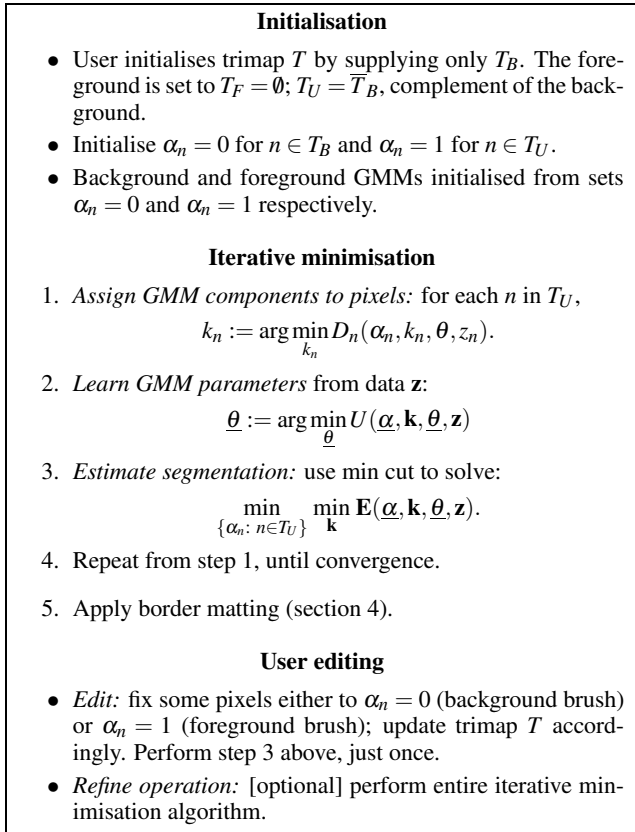 Initialisation
• User initialises trimap T by supplying only T_B. The fore-
ground is set to T_F = ∅; T_U = T̅_B, complement of the back-
ground.
• Initialise α_n = 0 for n ∈ T_B and α_n = 1 for n ∈ T_U.
• Background and foreground GMMs initialised from sets
α_n = 0 and α_n = 1 respectively.
Iterative minimisation
1. Assign GMM components to pixels: for each n in T_U,
k_n := arg min_{k_n} D_n(α_n, k_n, θ, z_n).
2. Learn GMM parameters from data z:
θ̲ := arg min_{θ̲} U(α̲, k, θ̲, z)
3. Estimate segmentation: use min cut to solve:
min_{{α_n: n∈T_U}} min_k E(α̲, k, θ̲, z).
4. Repeat from step 1, until convergence.
5. Apply border matting (section 4).
User editing
• Edit: fix some pixels either to α_n = 0 (background brush)
or α_n = 1 (foreground brush); update trimap T accord-
ingly. Perform step 3 above, just once.
• Refine operation: [optional] perform entire iterative min-
imisation algorithm.